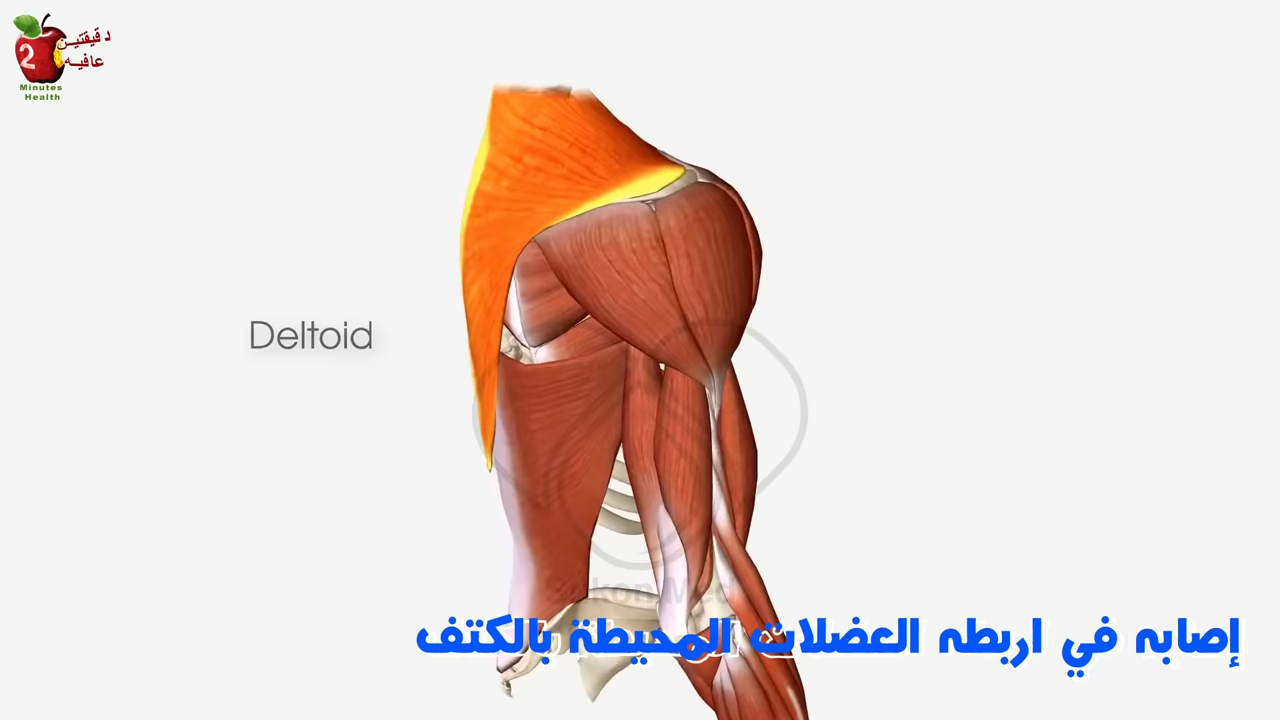 دقيقتين
عافيه
2
Minutes
Health
Deltoid
إصابه في اربطه العضلات المحيطة بالكتف